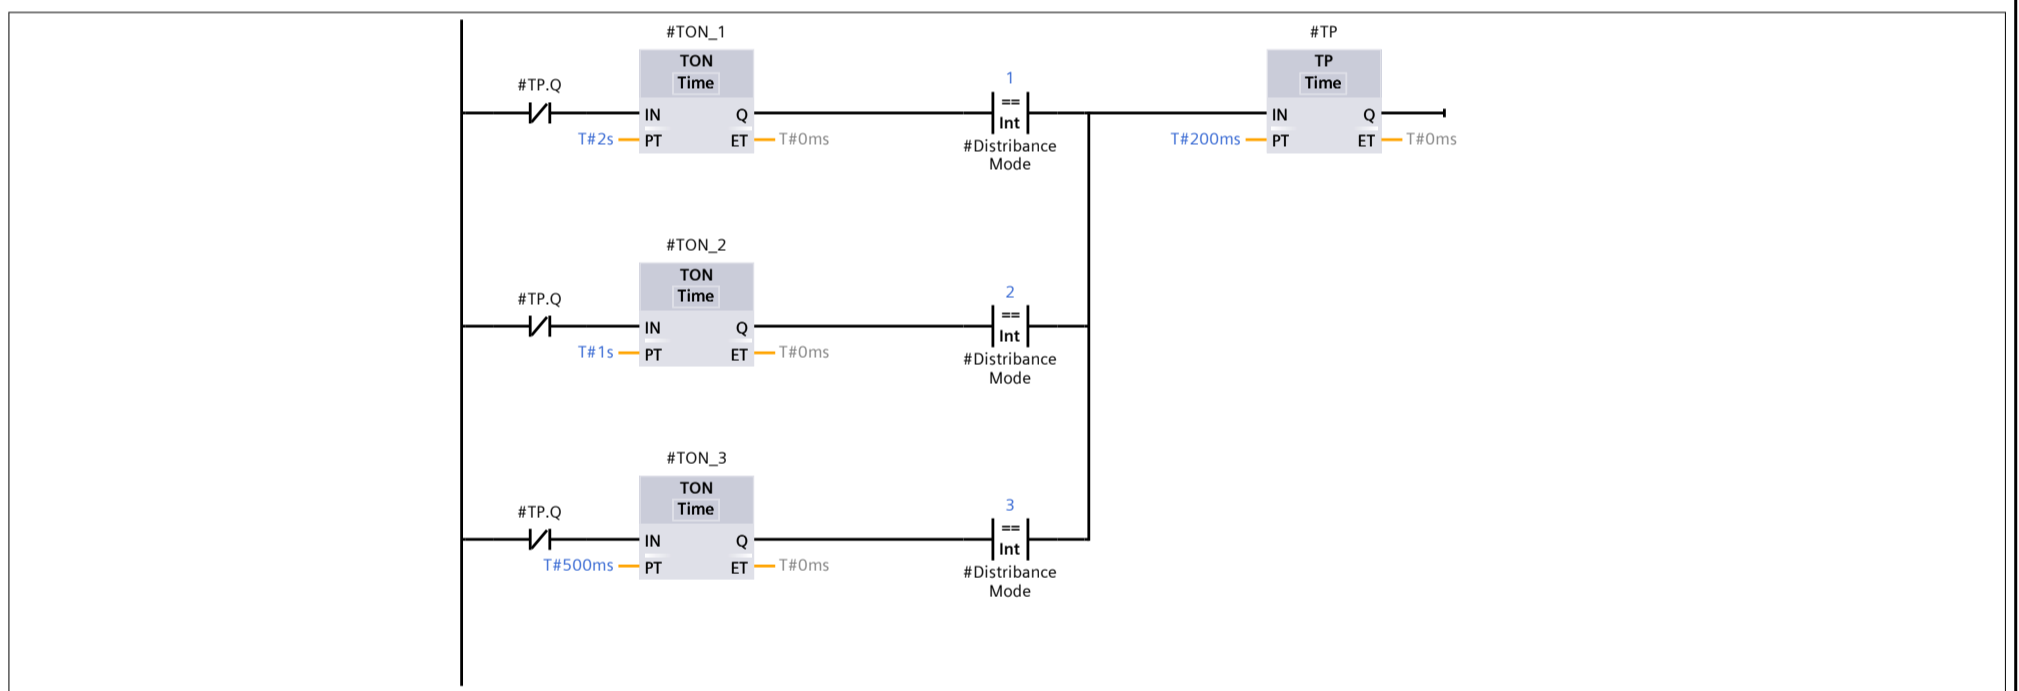 #TON_1
#TP
TON
Time
TP
Time
#TP.Q
1
==
Int
IN
Q
IN
Q
T#2s
PT
ET
T#0ms
#Distribance
Mode
T#200ms
PT
ET
T#0ms
#TON_2
TON
Time
#TP.Q
2
==
Int
IN
Q
T#1s
PT
ET
T#0ms
#Distribance
Mode
#TON_3
TON
Time
#TP.Q
3
==
Int
IN
Q
T#500ms
PT
ET
T#0ms
#Distribance
Mode